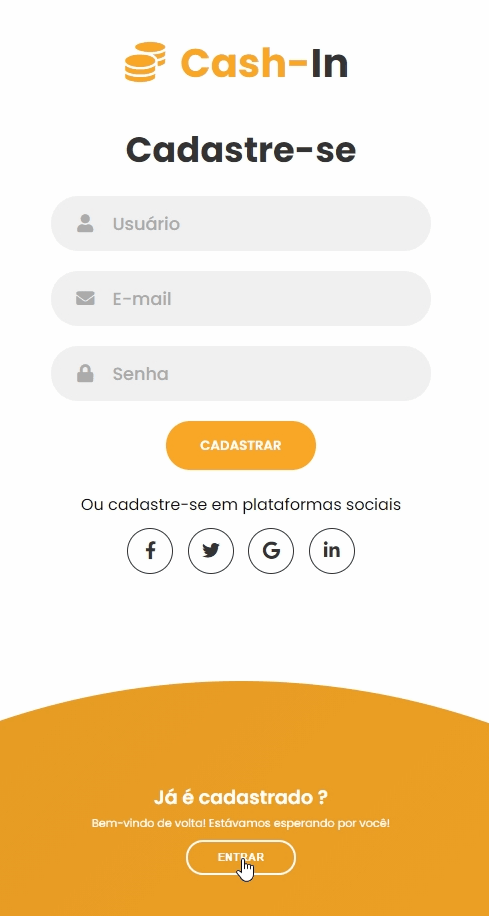 Cash-In
Cadastre-se
Usuário
E-mail
Senha
CADASTRAR
Ou cadastre-se em plataformas sociais
Já é cadastrado ?
Bem-vindo de volta! Estávamos esperando por você!
ENTRAR